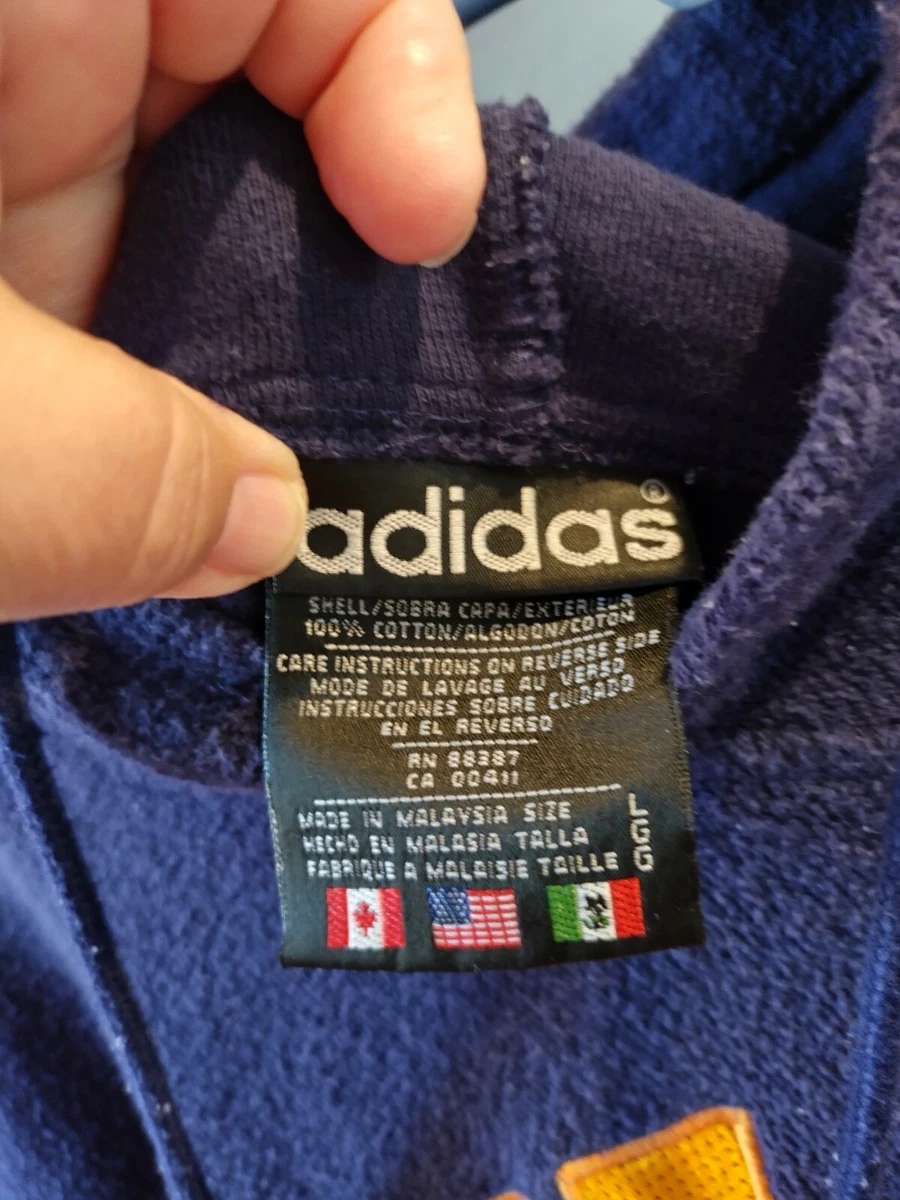 adidas®
SHELL/SOBRA CAPA/EXTERIEUR
100% COTTON/ALGODON/COTON
CARE INSTRUCTIONS ON REVERSE SIDE
MODE DE LAVAGE AU VERSO
INSTRUCCIONES SOBRE CUIDADO
EN EL REVERSO
RN 88387
CA 00411
MADE IN MALAYSIA SIZE L
HECHO EN MALASIA TALLA G
FABRIQUE A MALAISIE TAILLE G